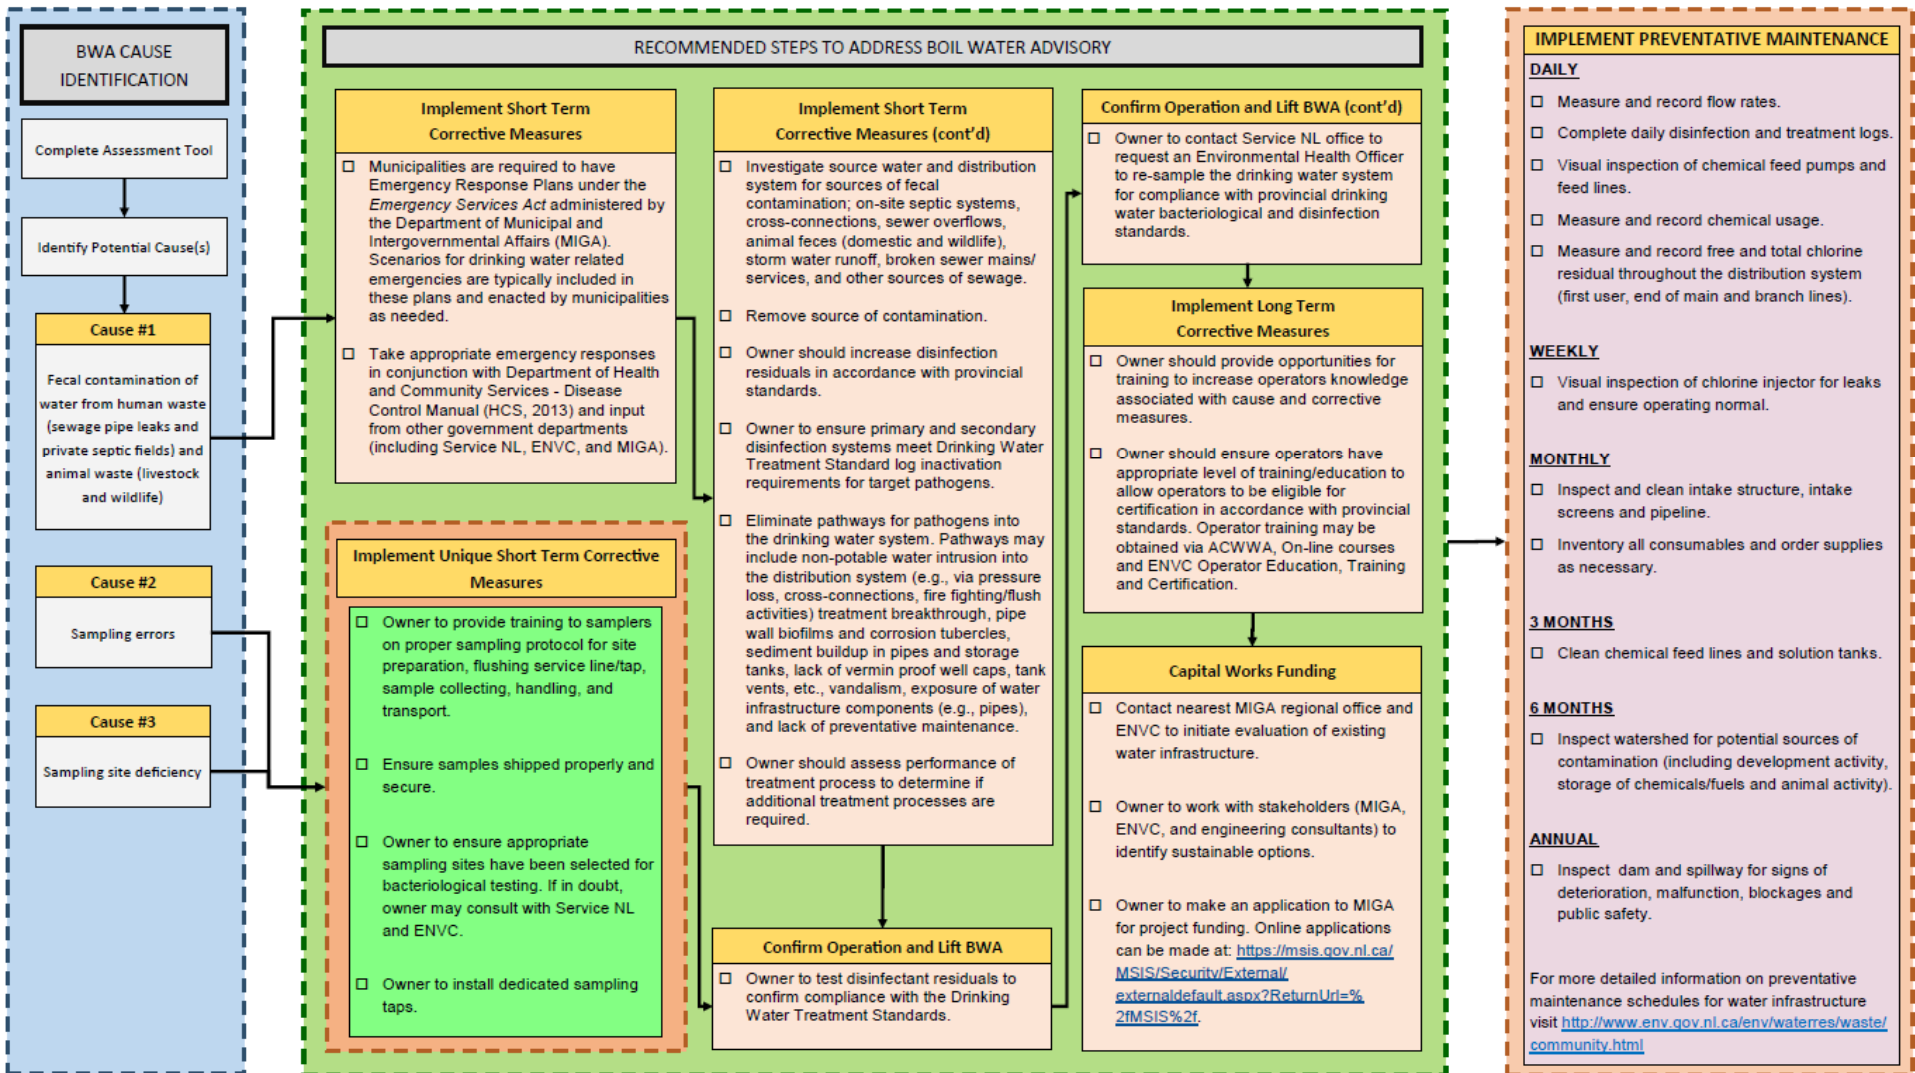 BWA CAUSE
IDENTIFICATION
Complete Assessment Tool
Identify Potential Cause(s)
Cause #1
Fecal contamination of
water from human waste
(sewage pipe leaks and
private septic fields) and
animal waste (livestock
and wildlife)
Cause #2
Sampling errors
Cause #3
Sampling site deficiency
RECOMMENDED STEPS TO ADDRESS BOIL WATER ADVISORY
Implement Short Term
Corrective Measures
☐ Municipalities are required to have
Emergency Response Plans under the
Emergency Services Act administered by
the Department of Municipal and
Intergovernmental Affairs (MIGA).
Scenarios for drinking water related
emergencies are typically included in
these plans and enacted by municipalities
as needed.
☐ Take appropriate emergency responses
in conjunction with Department of Health
and Community Services - Disease
Control Manual (HCS, 2013) and input
from other government departments
(including Service NL, ENVC, and MIGA).
Implement Unique Short Term Corrective
Measures
☐ Owner to provide training to samplers
on proper sampling protocol for site
preparation, flushing service line/tap,
sample collecting, handling, and
transport.
☐ Ensure samples shipped properly and
secure.
☐ Owner to ensure appropriate
sampling sites have been selected for
bacteriological testing. If in doubt,
owner may consult with Service NL
and ENVC.
☐ Owner to install dedicated sampling
taps.
Implement Short Term
Corrective Measures (cont'd)
☐ Investigate source water and distribution
system for sources of fecal
contamination; on-site septic systems,
cross-connections, sewer overflows,
animal feces (domestic and wildlife),
storm water runoff, broken sewer mains/
services, and other sources of sewage.
☐ Remove source of contamination.
☐ Owner should increase disinfection
residuals in accordance with provincial
standards.
☐ Owner to ensure primary and secondary
disinfection systems meet Drinking Water
Treatment Standard log inactivation
requirements for target pathogens.
☐ Eliminate pathways for pathogens into
the drinking water system. Pathways may
include non-potable water intrusion into
the distribution system (e.g., via pressure
loss, cross-connections, fire fighting/flush
activities) treatment breakthrough, pipe
wall biofilms and corrosion tubercles,
sediment buildup in pipes and storage
tanks, lack of vermin proof well caps, tank
vents, etc., vandalism, exposure of water
infrastructure components (e.g., pipes),
and lack of preventative maintenance.
☐ Owner should assess performance of
treatment process to determine if
additional treatment processes are
required.
Confirm Operation and Lift BWA
☐ Owner to test disinfectant residuals to
confirm compliance with the Drinking
Water Treatment Standards.
Confirm Operation and Lift BWA (cont'd)
☐ Owner to contact Service NL office to
request an Environmental Health Officer
to re-sample the drinking water system
for compliance with provincial drinking
water bacteriological and disinfection
standards.
Implement Long Term
Corrective Measures
☐ Owner should provide opportunities for
training to increase operators knowledge
associated with cause and corrective
measures.
☐ Owner should ensure operators have
appropriate level of training/education to
allow operators to be eligible for
certification in accordance with provincial
standards. Operator training may be
obtained via ACWWA, On-line courses
and ENVC Operator Education, Training
and Certification.
Capital Works Funding
☐ Contact nearest MIGA regional office and
ENVC to initiate evaluation of existing
water infrastructure.
☐ Owner to work with stakeholders (MIGA,
ENVC, and engineering consultants) to
identify sustainable options.
☐ Owner to make an application to MIGA
for project funding. Online applications
can be made at: https://msis.gov.nl.ca/
MSIS/Security/External/
externaldefault.aspx?ReturnUrl=%
2fMSIS%2f.
IMPLEMENT PREVENTATIVE MAINTENANCE
DAILY
☐ Measure and record flow rates.
☐ Complete daily disinfection and treatment logs.
☐ Visual inspection of chemical feed pumps and
feed lines.
☐ Measure and record chemical usage.
☐ Measure and record free and total chlorine
residual throughout the distribution system
(first user, end of main and branch lines).
WEEKLY
☐ Visual inspection of chlorine injector for leaks
and ensure operating normal.
MONTHLY
☐ Inspect and clean intake structure, intake
screens and pipeline.
☐ Inventory all consumables and order supplies
as necessary.
3 MONTHS
☐ Clean chemical feed lines and solution tanks.
6 MONTHS
☐ Inspect watershed for potential sources of
contamination (including development activity,
storage of chemicals/fuels and animal activity).
ANNUAL
☐ Inspect dam and spillway for signs of
deterioration, malfunction, blockages and
public safety.
For more detailed information on preventative
maintenance schedules for water infrastructure
visit http://www.env.gov.nl.ca/env/waterres/waste/
community.html